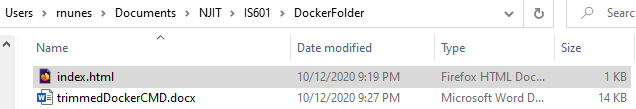 Users > rnunes > Documents > NJIT > IS601 > DockerFolder Search
Name Date modified Type Size
index.html 10/12/2020 9:19 PM Firefox HTML Doc... 1 KB
trimmedDockerCMD.docx 10/12/2020 9:27 PM Microsoft Word D... 14 KB